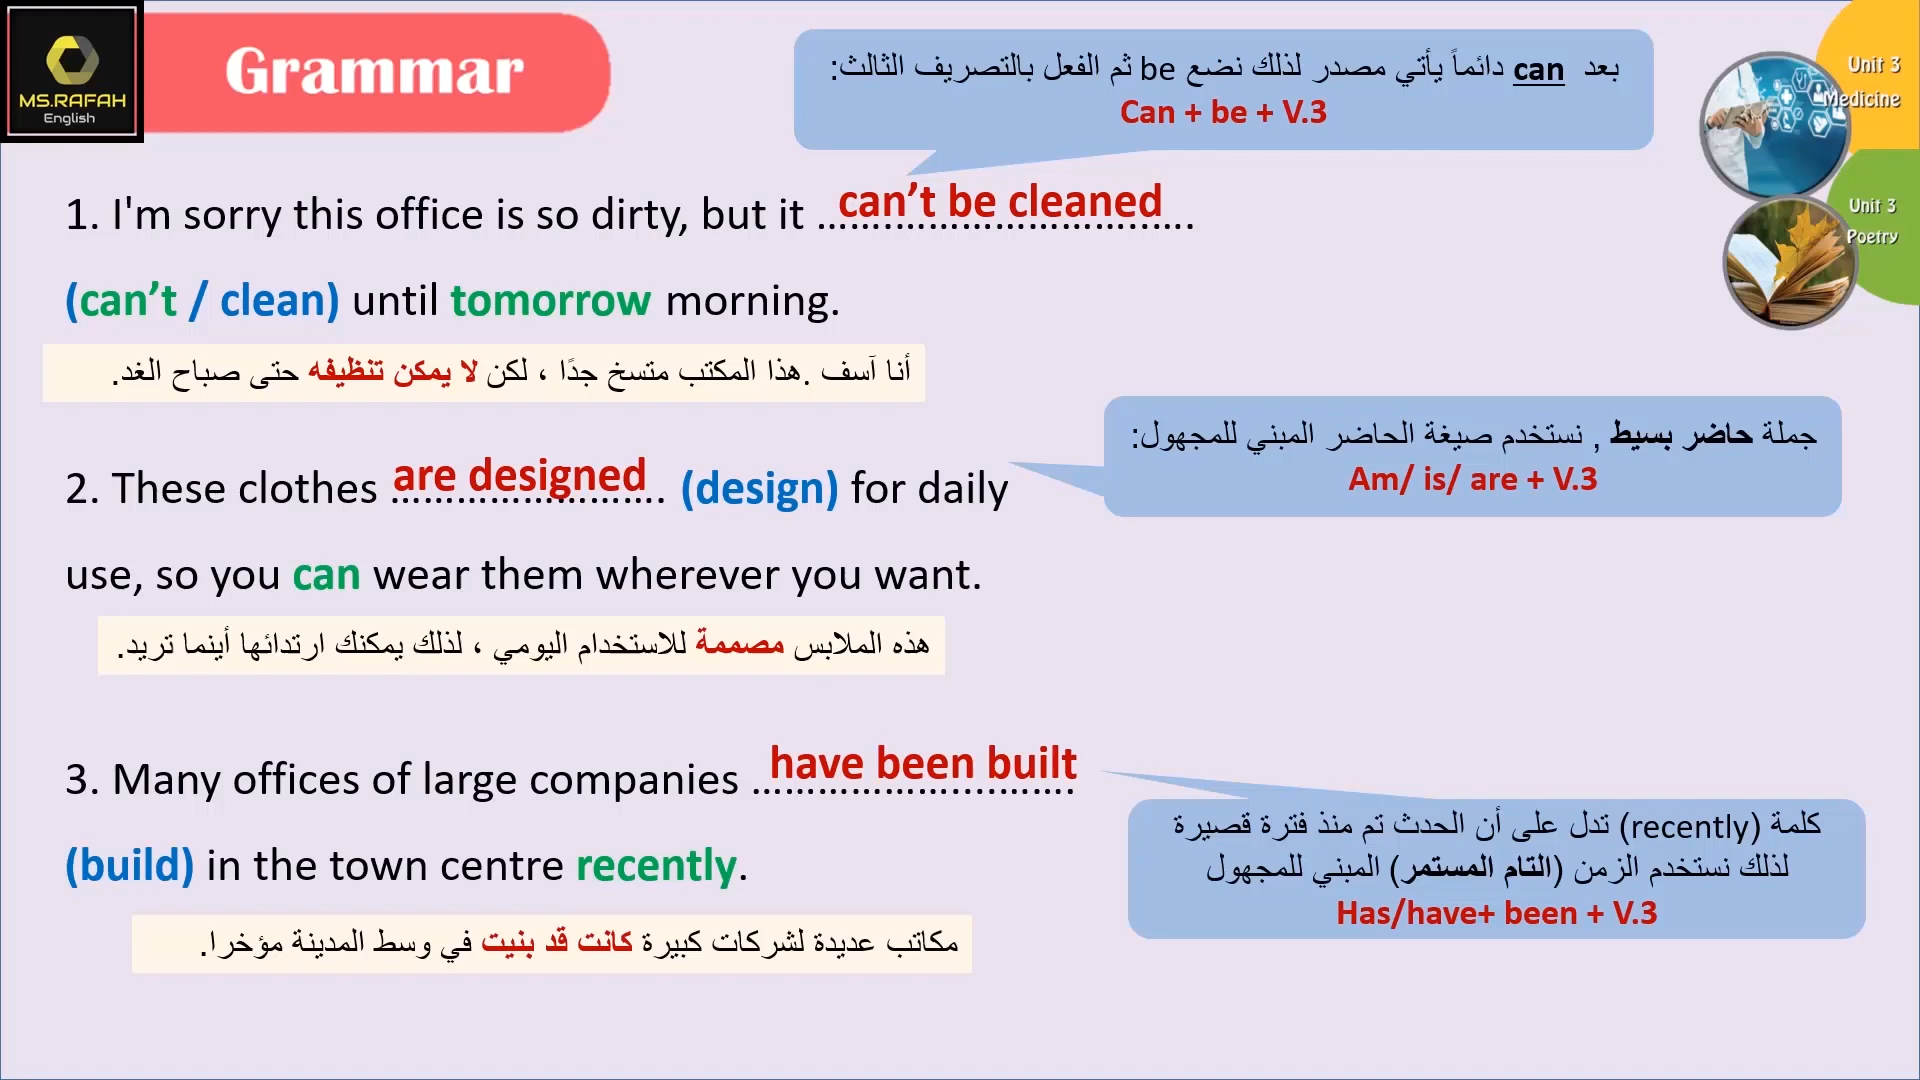 MS.RAFAH
English
Grammar
بعد can دائماً يأتي مصدر لذلك نضع be ثم الفعل بالتصريف الثالث:
Can + be + V.3
Unit 3
Medicine
Unit 3
Poetry
1. I'm sorry this office is so dirty, but it can't be cleaned ................................
(can't / clean) until tomorrow morning.
أنا آسف .هذا المكتب متسخ جدًا ، لكن لا يمكن تنظيفه حتى صباح الغد.
جملة حاضر بسيط , نستخدم صيغة الحاضر المبني للمجهول:
Am/ is/ are + V.3
2. These clothes are designed ........................ (design) for daily
use, so you can wear them wherever you want.
هذه الملابس مصممة للاستخدام اليومي ، لذلك يمكنك ارتدائها أينما تريد.
3. Many offices of large companies have been built ............................
(build) in the town centre recently.
كلمة (recently) تدل على أن الحدث تم منذ فترة قصيرة
لذلك نستخدم الزمن (التام المستمر) المبني للمجهول
Has/have+ been + V.3
مكاتب عديدة لشركات كبيرة كانت قد بنيت في وسط المدينة مؤخرا.